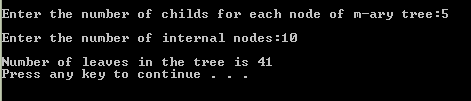 Enter the number of childs for each node of m-ary tree:5
Enter the number of internal nodes:10
Number of leaves in the tree is 41
Press any key to continue . . .